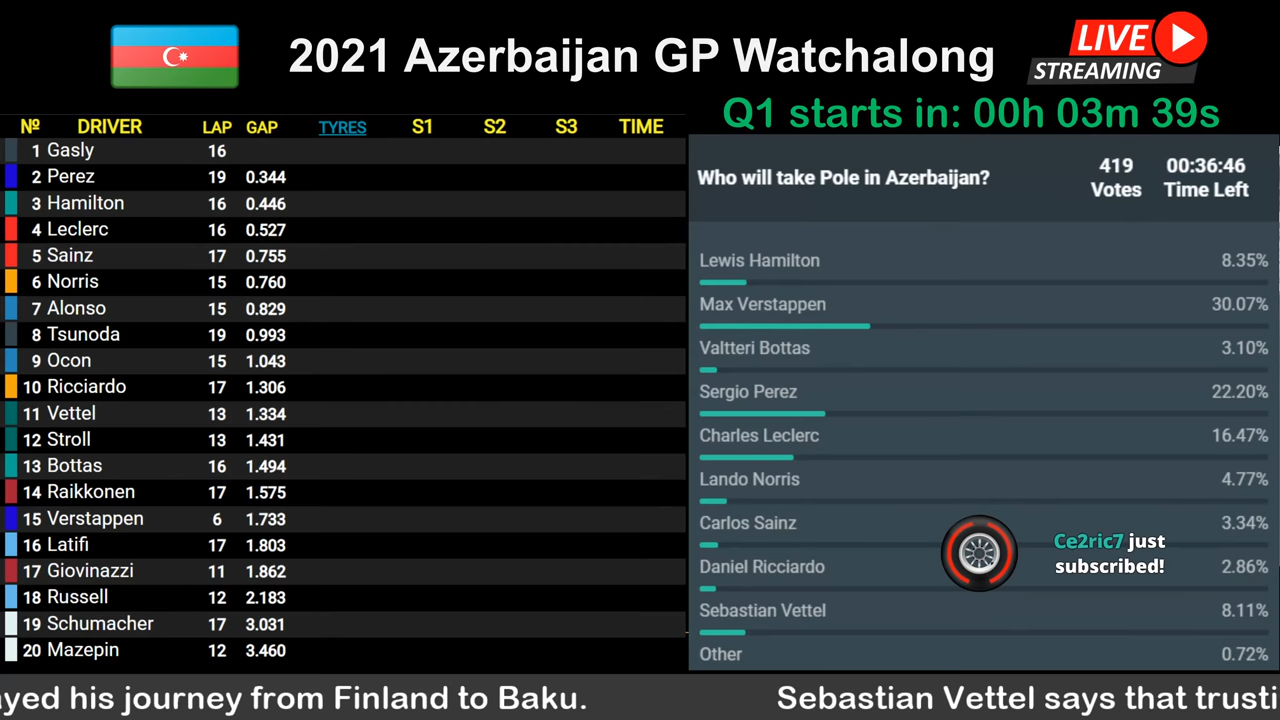 2021 Azerbaijan GP Watchalong
LIVE
STREAMING
Q1 starts in: 00h 03m 39s
Nº DRIVER LAP GAP TYRES S1 S2 S3 TIME
1 Gasly 16
2 Perez 19 0.344
3 Hamilton 16 0.446
4 Leclerc 16 0.527
5 Sainz 17 0.755
6 Norris 15 0.760
7 Alonso 15 0.829
8 Tsunoda 19 0.993
9 Ocon 15 1.043
10 Ricciardo 17 1.306
11 Vettel 13 1.334
12 Stroll 13 1.431
13 Bottas 16 1.494
14 Raikkonen 17 1.575
15 Verstappen 6 1.733
16 Latifi 17 1.803
17 Giovinazzi 11 1.862
18 Russell 12 2.183
19 Schumacher 17 3.031
20 Mazepin 12 3.460
Who will take Pole in Azerbaijan?
419 00:36:46
Votes Time Left
Lewis Hamilton 8.35%
Max Verstappen 30.07%
Valtteri Bottas 3.10%
Sergio Perez 22.20%
Charles Leclerc 16.47%
Lando Norris 4.77%
Carlos Sainz 3.34%
Daniel Ricciardo 2.86%
Sebastian Vettel 8.11%
Other 0.72%
Ce2ric7 just
subscribed!
ayed his journey from Finland to Baku. Sebastian Vettel says that trusti